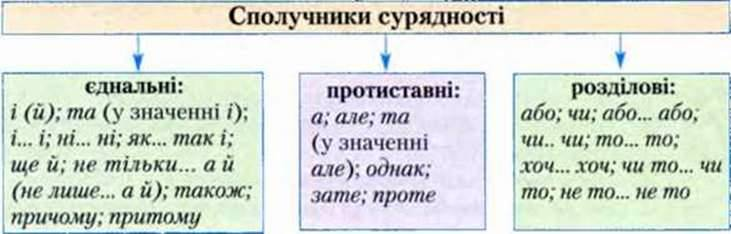 Сполучники сурядності
єднальні:
і (й); та (у значенні і);
і... і; ні... ні; як... так і;
ще й; не тільки... а й
(не лише... а й); також;
причому; притому
протиставні:
а; але; та
(у значенні
але); однак;
зате; проте
розділові:
або; чи; або... або;
чи.. чи; то... то;
хоч... хоч; чи то... чи
то; не то... не то